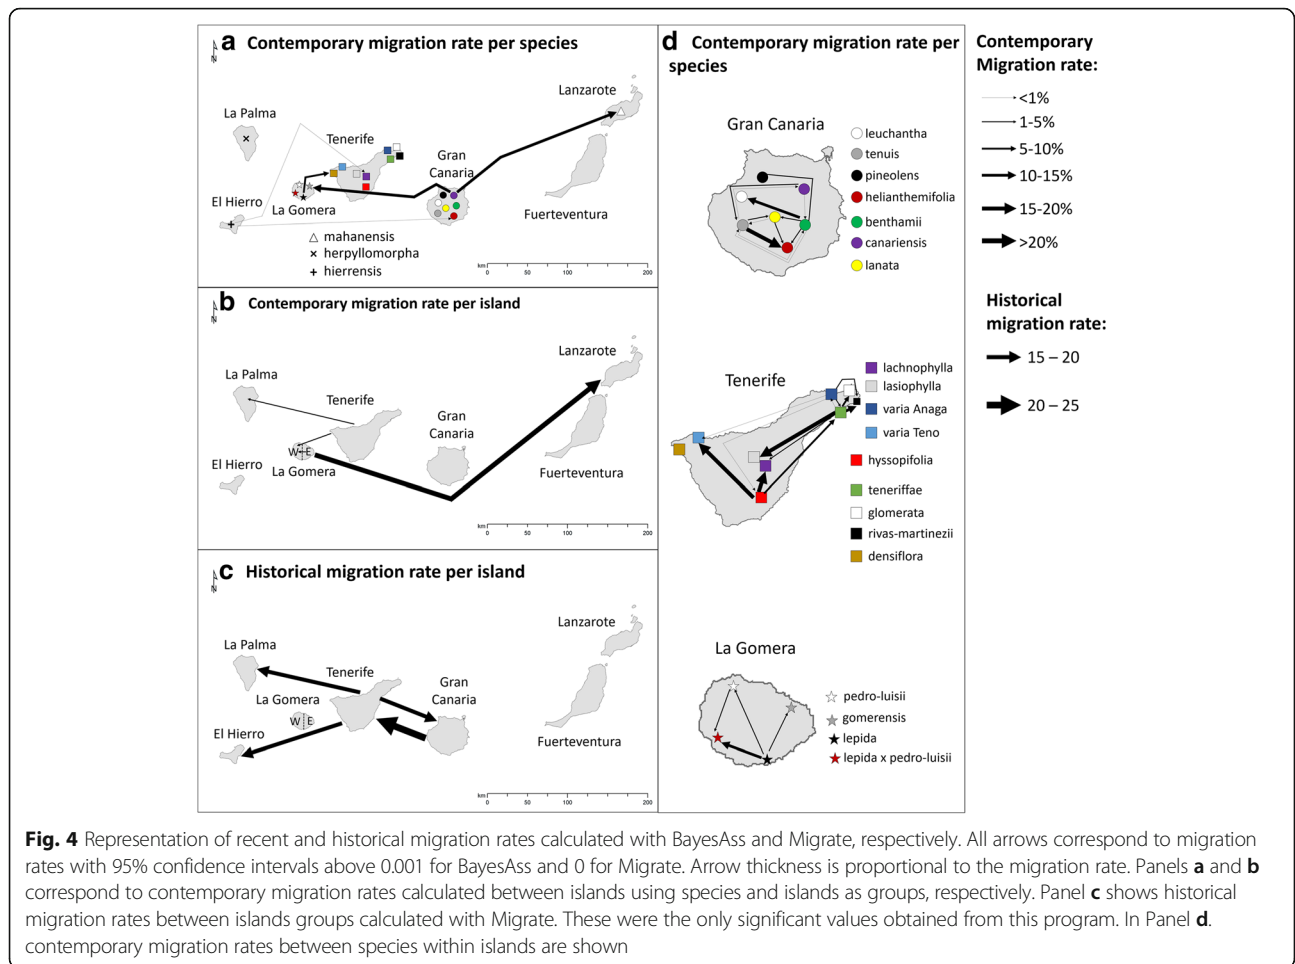 a Contemporary migration rate per species
N
La Palma
Tenerife
Gran
Canaria
Lanzarote
El Hierro
La Gomera
Fuerteventura
mahanensis
herpyllomorpha
hierrensis
km
0 50 100 150 200
b Contemporary migration rate per island
N
La Palma
Tenerife
Gran
Canaria
Lanzarote
W E
La Gomera
El Hierro
Fuerteventura
km
0 50 100 150 200
c Historical migration rate per island
N
La Palma
Tenerife
Gran
Canaria
Lanzarote
La Gomera
W E
El Hierro
Fuerteventura
km
0 50 100 150 200
d Contemporary migration rate per
species
Gran Canaria
leuchantha
tenuis
pineolens
helianthemifolia
benthamii
canariensis
lanata
Tenerife
lachnophylla
lasiophylla
varia Anaga
varia Teno
hyssopifolia
teneriffae
glomerata
rivas-martinezii
densiflora
La Gomera
pedro-luisii
gomerensis
lepida
lepida x pedro-luisii
Contemporary
Migration rate:
<1%
1-5%
5-10%
10-15%
15-20%
>20%
Historical
migration rate:
15 – 20
20 – 25
Fig. 4 Representation of recent and historical migration rates calculated with BayesAss and Migrate, respectively. All arrows correspond to migration
rates with 95% confidence intervals above 0.001 for BayesAss and 0 for Migrate. Arrow thickness is proportional to the migration rate. Panels a and b
correspond to contemporary migration rates calculated between islands using species and islands as groups, respectively. Panel c shows historical
migration rates between islands groups calculated with Migrate. These were the only significant values obtained from this program. In Panel d.
contemporary migration rates between species within islands are shown